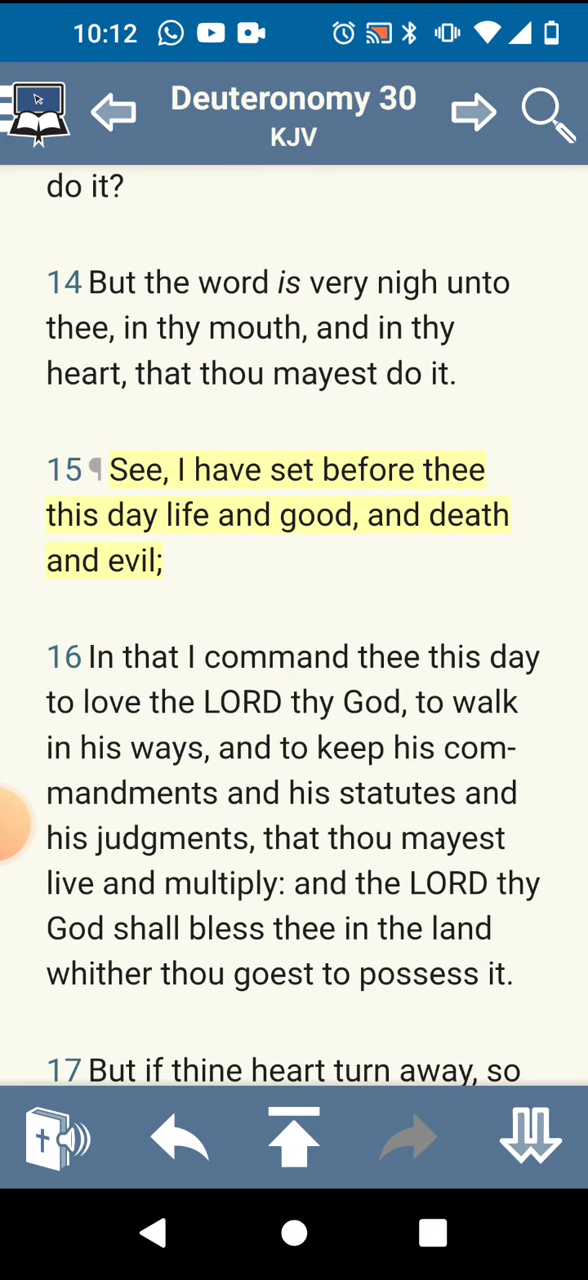 10:12
Deuteronomy 30
KJV
do it?
14 But the word is very nigh unto
thee, in thy mouth, and in thy
heart, that thou mayest do it.
15 ¶ See, I have set before thee
this day life and good, and death
and evil;
16 In that I command thee this day
to love the LORD thy God, to walk
in his ways, and to keep his com-
mandments and his statutes and
his judgments, that thou mayest
live and multiply: and the LORD thy
God shall bless thee in the land
whither thou goest to possess it.
17 But if thine heart turn away, so